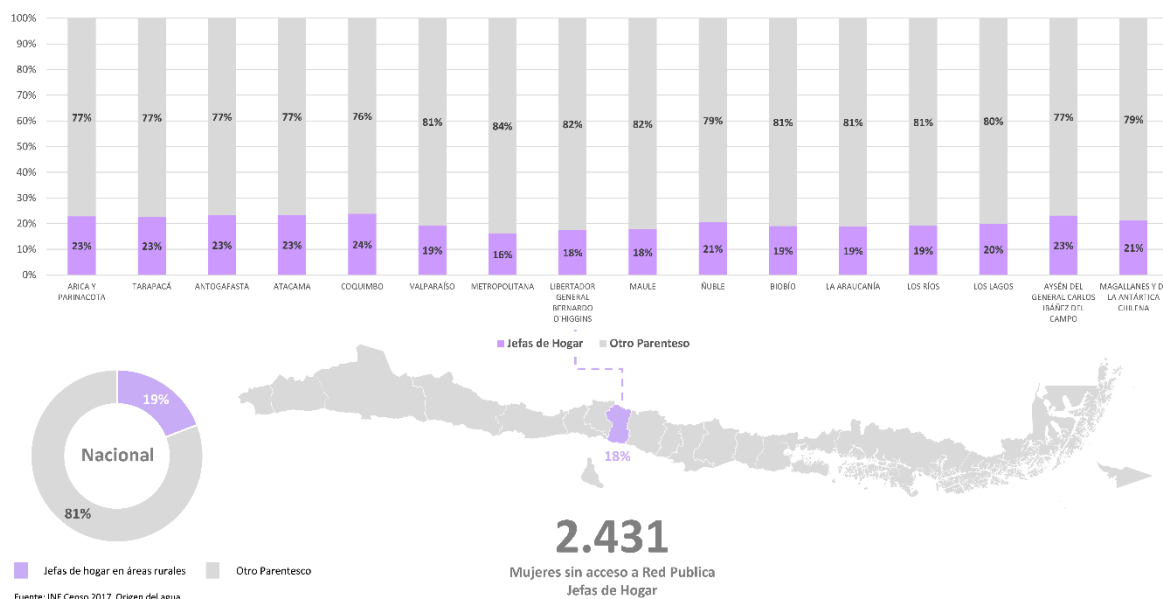 100%
90%
80%
70%
60%
50%
40%
30%
20%
10%
0%
77% 77% 77% 77% 76% 81% 84% 82% 82% 79% 81% 81% 81% 80% 77% 79%
23% 23% 23% 23% 24% 19% 16% 18% 18% 21% 19% 19% 19% 20% 23% 21%
ARICA Y
PARINACOTA
TARAPACÁ
ANTOGAFASTA
ATACAMA
COQUIMBO
VALPARAÍSO
METROPOLITANA
LIBERTADOR
GENERAL
BERNARDO
O'HIGGINS
MAULE
ÑUBLE
BIOBÍO
LA ARAUCANÍA
LOS RÍOS
LOS LAGOS
AYSÉN DEL
GENERAL CARLOS
IBÁÑEZ DEL
CAMPO
MAGALLANES Y D
LA ANTÁRTICA
CHILENA
Jefas de Hogar Otro Parenteso
19%
Nacional
81%
18%
2.431
Mujeres sin acceso a Red Publica
Jefas de Hogar
Jefas de hogar en áreas rurales Otro Parentesco
Fuente: INE Censo 2017, Origen del agua